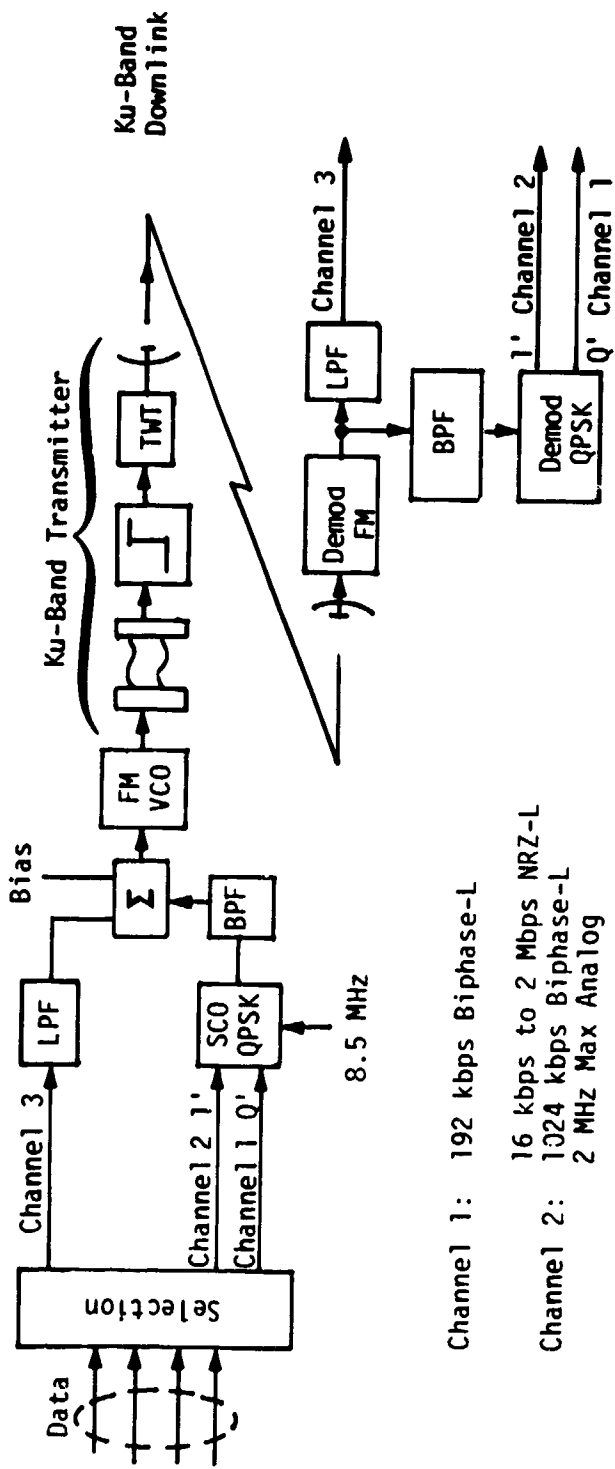 Data
Selection
Channel 3
Channel 2 I'
Channel 1 Q'
LPF
SCO
QPSK
8.5 MHz
BPF
Bias
Σ
FM
VCO
Ku-Band Transmitter
TWT
Ku-Band
Downlink
Demod
FM
LPF
Channel 3
BPF
Demod
QPSK
I' Channel 2
Q' Channel 1
Channel 1: 192 kbps Biphase-L
16 kbps to 2 Mbps NRZ-L
Channel 2: 1024 kbps Biphase-L
2 MHz Max Analog